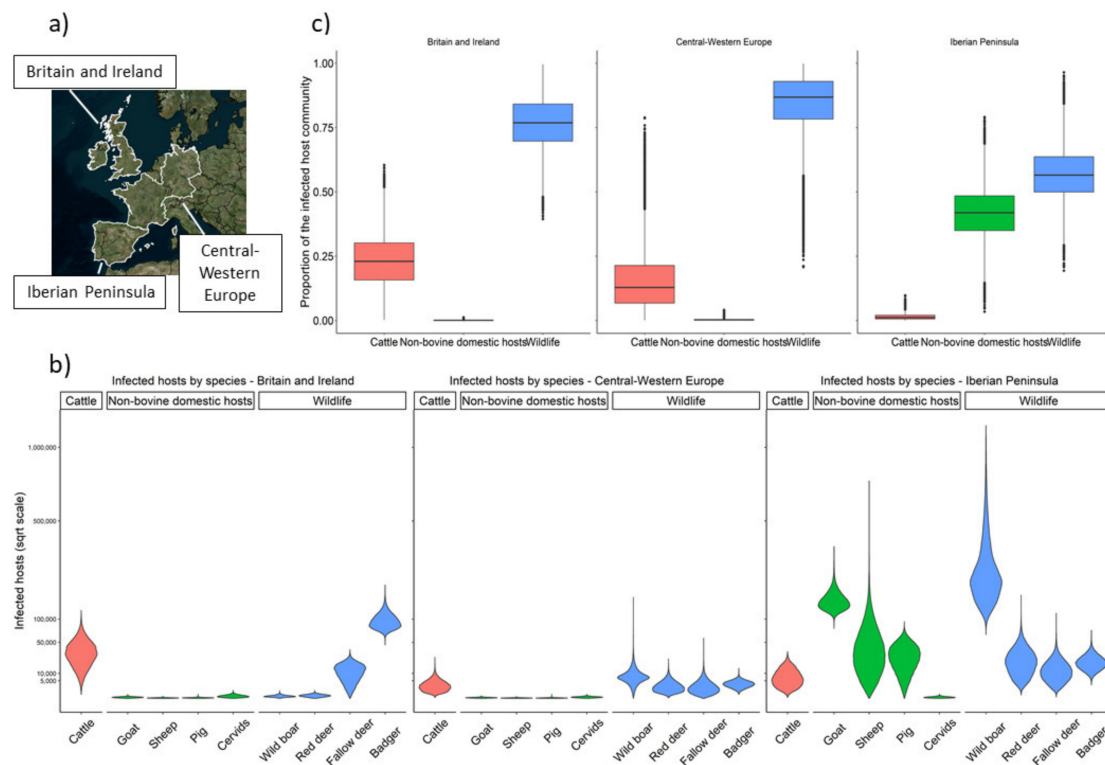 a)
Britain and Ireland
Central-
Western
Europe
Iberian Peninsula
c)
Britain and Ireland
Central-Western Europe
Iberian Peninsula
Proportion of the infected host community
1.00
0.75
0.50
0.25
0.00
Cattle Non-bovine domestic hosts Wildlife
Cattle Non-bovine domestic hosts Wildlife
Cattle Non-bovine domestic hosts Wildlife
b)
Infected hosts by species - Britain and Ireland
Infected hosts by species - Central-Western Europe
Infected hosts by species - Iberian Peninsula
Cattle Non-bovine domestic hosts Wildlife
Cattle Non-bovine domestic hosts Wildlife
Cattle Non-bovine domestic hosts Wildlife
Infected hosts (sqrt scale)
1,000,000
500,000
100,000
50,000
10,000
5,000
Cattle Goat Sheep Pig Cervids Wild boar Red deer Fallow deer Badger
Cattle Goat Sheep Pig Cervids Wild boar Red deer Fallow deer Badger
Cattle Goat Sheep Pig Cervids Wild boar Red deer Fallow deer Badger